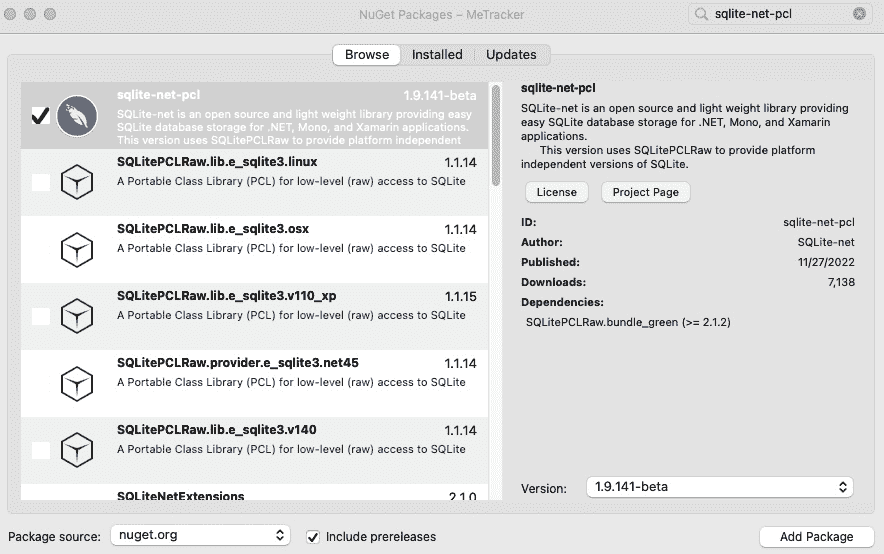 NuGet Packages – MeTracker
sqlite-net-pcl
Browse
Installed
Updates
sqlite-net-pcl 1.9.141-beta
SQLite-net is an open source and light weight library providing easy
SQLite database storage for .NET, Mono, and Xamarin applications.
This version uses SQLitePCLRaw to provide platform independent
SQLitePCLRaw.lib.e_sqlite3.linux 1.1.14
A Portable Class Library (PCL) for low-level (raw) access to SQLite
SQLitePCLRaw.lib.e_sqlite3.osx 1.1.14
A Portable Class Library (PCL) for low-level (raw) access to SQLite
SQLitePCLRaw.lib.e_sqlite3.v110_xp 1.1.15
A Portable Class Library (PCL) for low-level (raw) access to SQLite
SQLitePCLRaw.provider.e_sqlite3.net45 1.1.14
A Portable Class Library (PCL) for low-level (raw) access to SQLite
SQLitePCLRaw.lib.e_sqlite3.v140 1.1.14
A Portable Class Library (PCL) for low-level (raw) access to SQLite
SQLiteNetExtensions 2.1.0
sqlite-net-pcl
SQLite-net is an open source and light weight library providing
easy SQLite database storage for .NET, Mono, and Xamarin
applications.
This version uses SQLitePCLRaw to provide platform
independent versions of SQLite.
License
Project Page
ID: sqlite-net-pcl
Author: SQLite-net
Published: 11/27/2022
Downloads: 7,138
Dependencies:
SQLitePCLRaw.bundle_green (>= 2.1.2)
Version: 1.9.141-beta
Package source: nuget.org
Include prereleases
Add Package